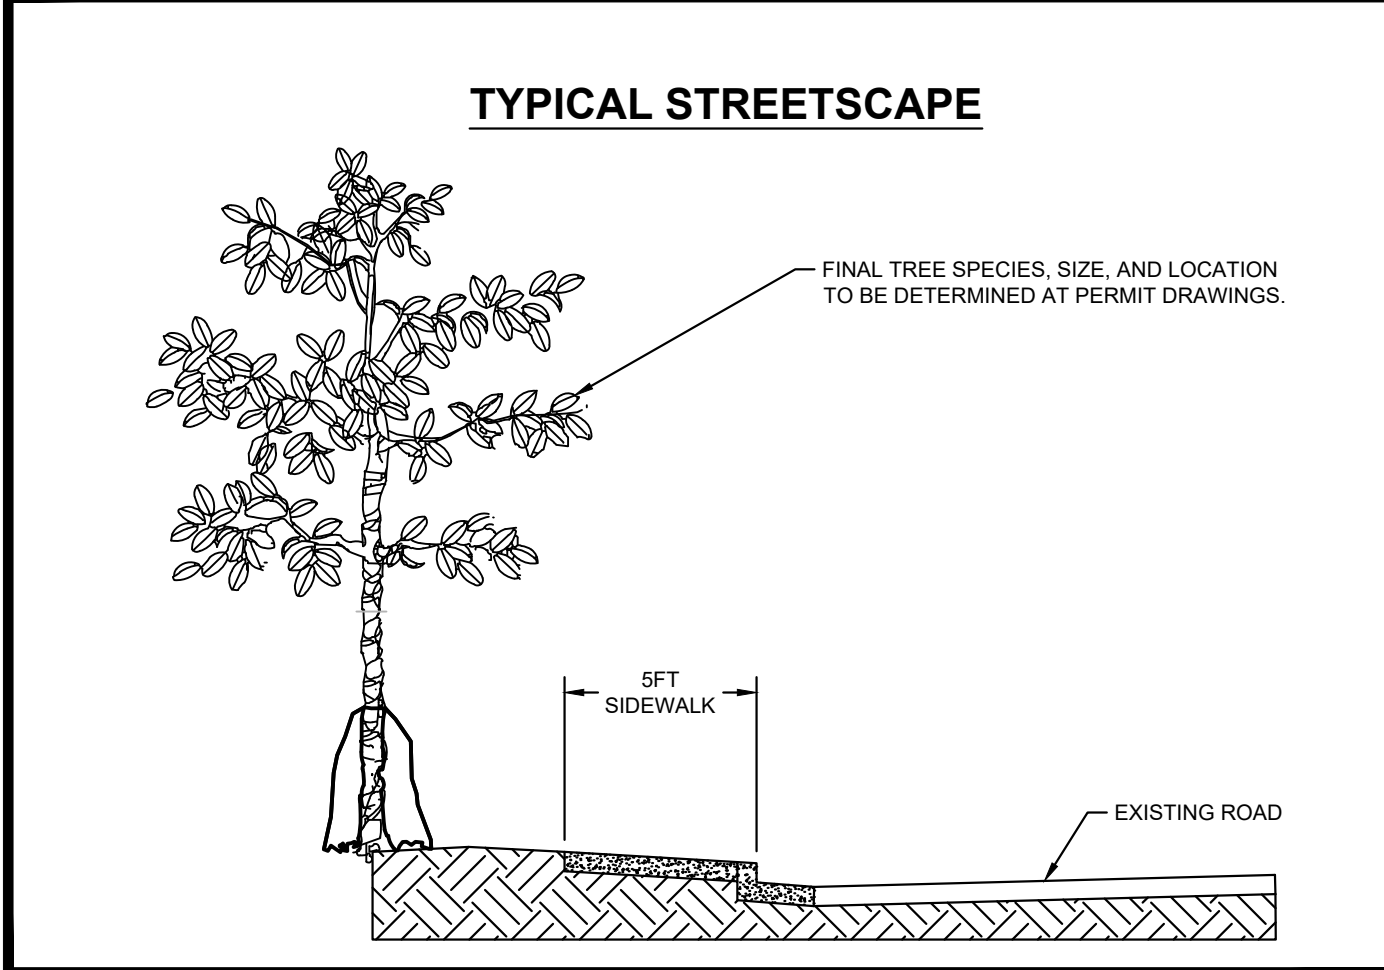 TYPICAL STREETSCAPE
FINAL TREE SPECIES, SIZE, AND LOCATION
TO BE DETERMINED AT PERMIT DRAWINGS.
5FT
SIDEWALK
EXISTING ROAD